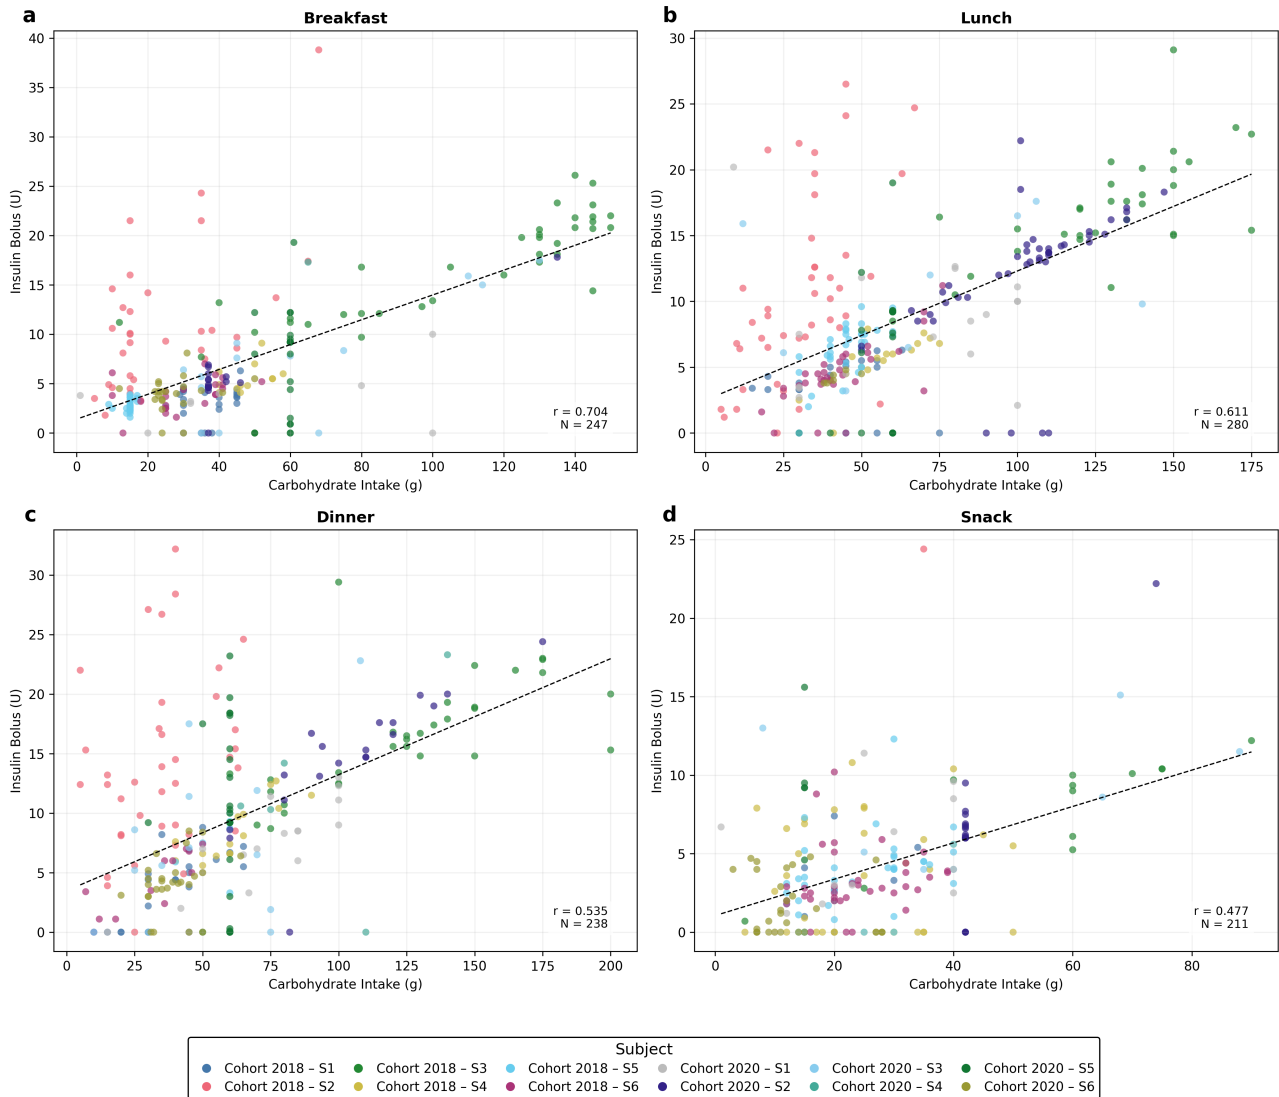 a
Breakfast
Insulin Bolus (U)
40
35
30
25
20
15
10
5
0
0 20 40 60 80 100 120 140
Carbohydrate Intake (g)
r = 0.704
N = 247
b
Lunch
Insulin Bolus (U)
30
25
20
15
10
5
0
0 25 50 75 100 125 150 175
Carbohydrate Intake (g)
r = 0.611
N = 280
c
Dinner
Insulin Bolus (U)
30
25
20
15
10
5
0
0 25 50 75 100 125 150 175 200
Carbohydrate Intake (g)
r = 0.535
N = 238
d
Snack
Insulin Bolus (U)
25
20
15
10
5
0
0 20 40 60 80
Carbohydrate Intake (g)
r = 0.477
N = 211
Subject
Cohort 2018 – S1 Cohort 2018 – S3 Cohort 2018 – S5 Cohort 2020 – S1 Cohort 2020 – S3 Cohort 2020 – S5
Cohort 2018 – S2 Cohort 2018 – S4 Cohort 2018 – S6 Cohort 2020 – S2 Cohort 2020 – S4 Cohort 2020 – S6